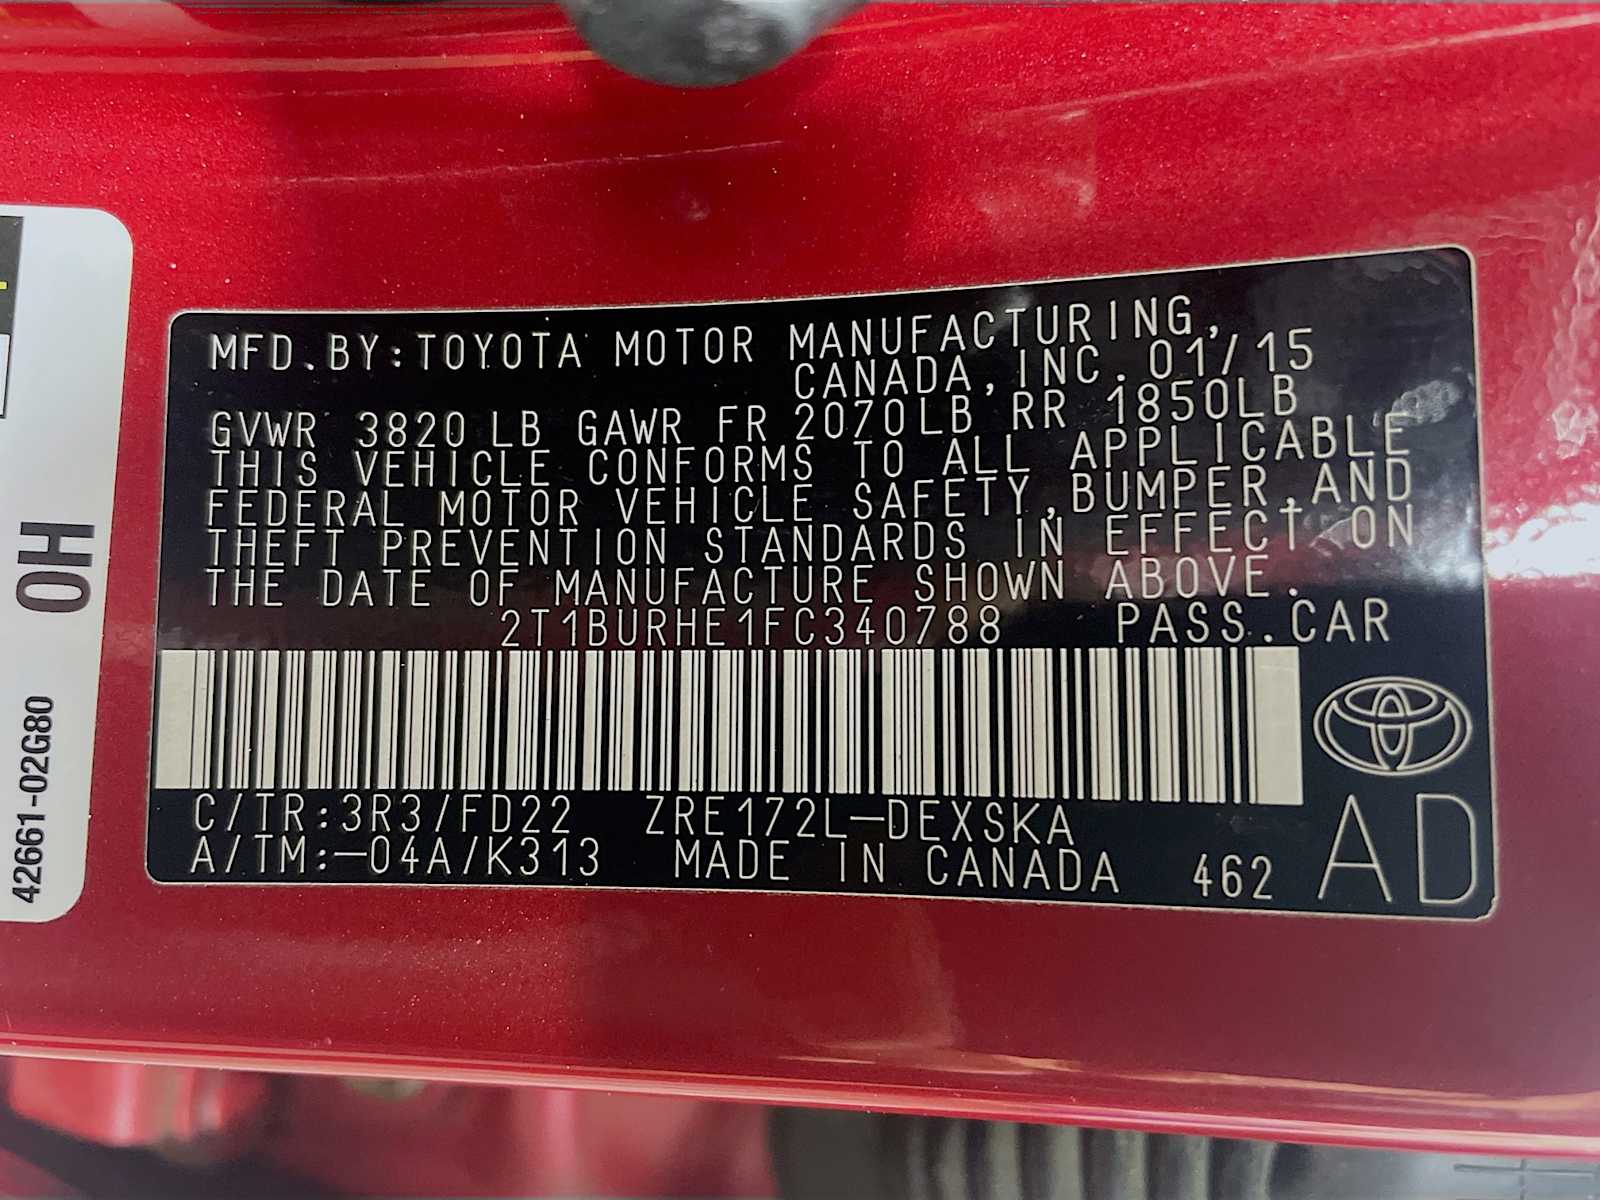 MFD.BY:TOYOTA MOTOR MANUFACTURING,
CANADA,INC. 01/15
GVWR 3820 LB GAWR FR 2070LB RR 1850LB
THIS VEHICLE CONFORMS TO ALL APPLICABLE
FEDERAL MOTOR VEHICLE SAFETY,BUMPER,AND
THEFT PREVENTION STANDARDS IN EFFECT ON
THE DATE OF MANUFACTURE SHOWN ABOVE.
2T1BURHE1FC340788 PASS.CAR
C/TR:3R3/FD22 ZRE172L-DEXSKA
A/TM:-04A/K313 MADE IN CANADA 462 AD
42661-02G80 0H